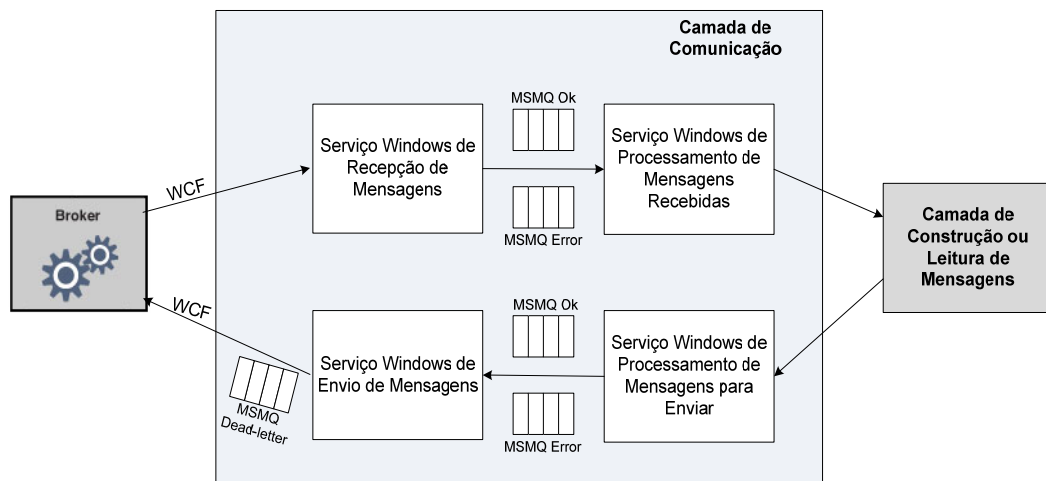 Camada de
Comunicação
MSMQ Ok
Serviço Windows de
Recepção de
Mensagens
Serviço Windows de
Processamento de
Mensagens
Recebidas
WCF
MSMQ Error
Broker
Camada de
Construção ou
Leitura de
Mensagens
WCF
MSMQ Ok
Serviço Windows de
Envio de Mensagens
Serviço Windows de
Processamento de
Mensagens para
Enviar
MSMQ
Dead-letter
MSMQ Error